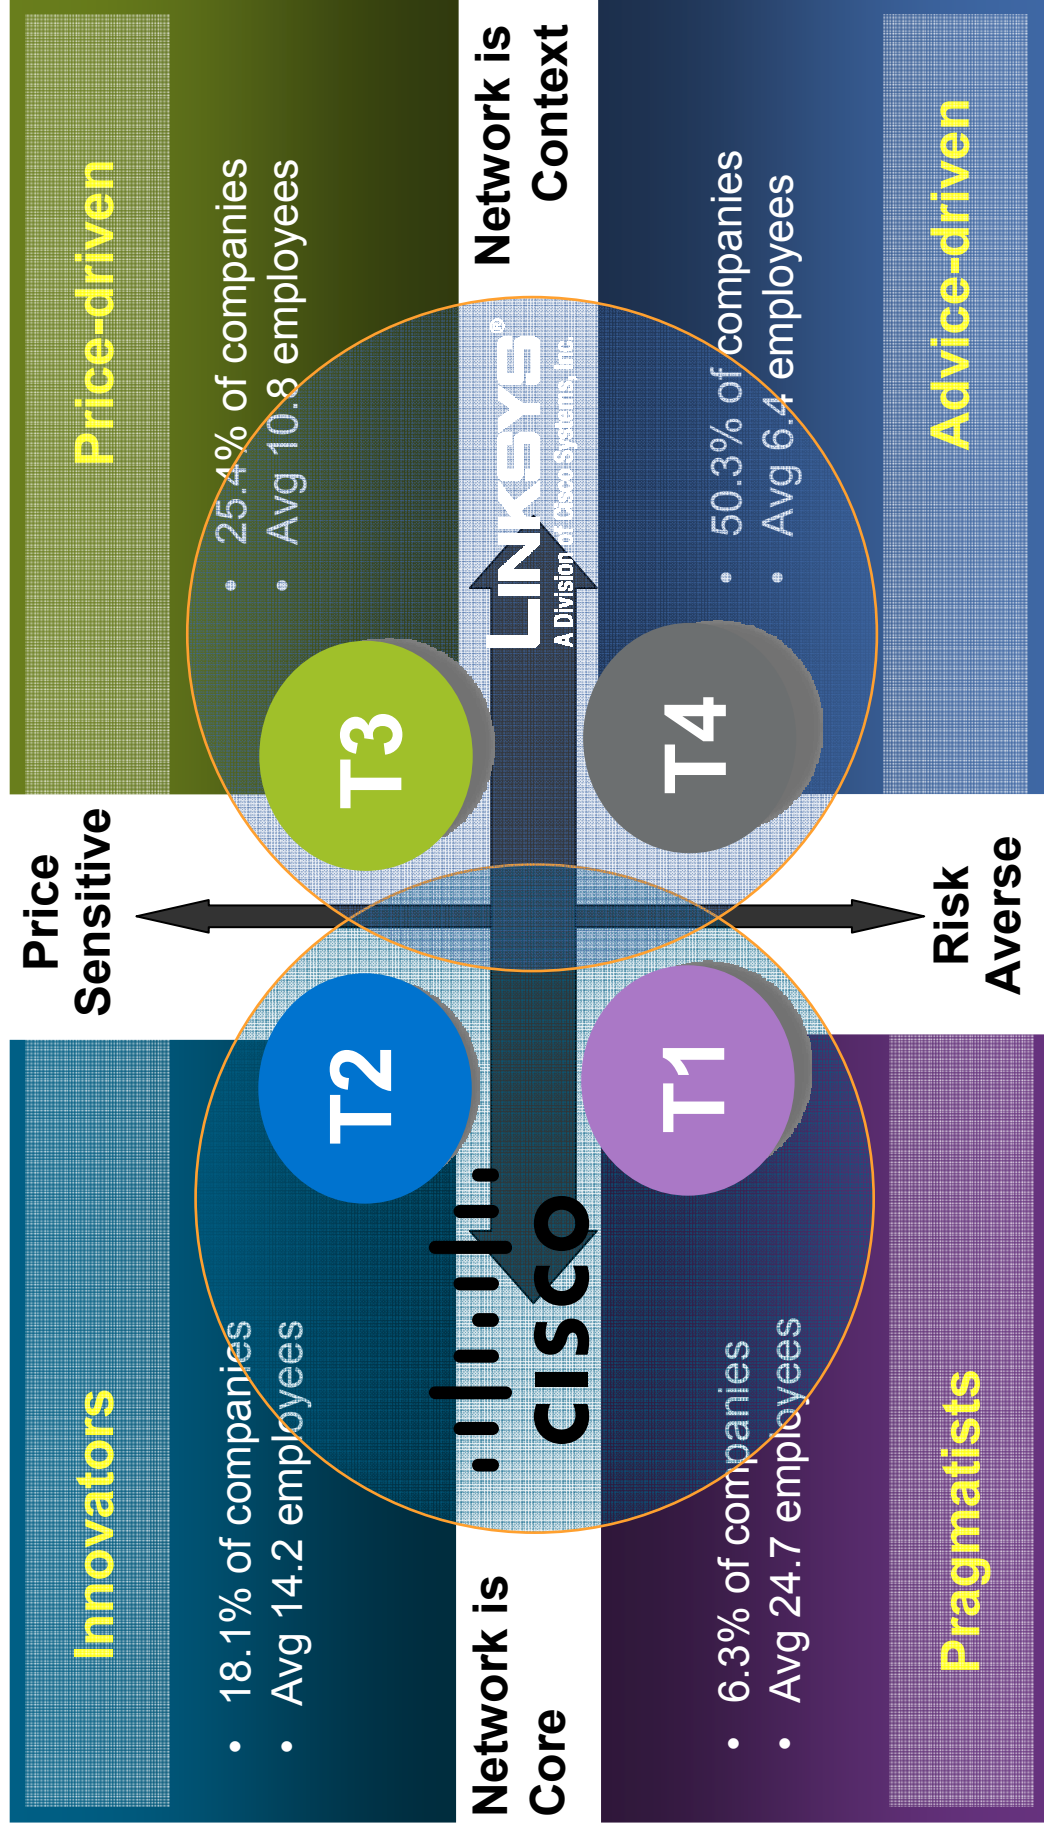 Price
Sensitive
Innovators
• 18.1% of companies
• Avg 14.2 employees
T2
Price-driven
• 25.4% of companies
• Avg 10.8 employees
T3
Network is
Core
CISCO
LINKSYS®
A Division of Cisco Systems, Inc.
Network is
Context
T1
• 6.3% of companies
• Avg 24.7 employees
Pragmatists
T4
• 50.3% of companies
• Avg 6.4 employees
Advice-driven
Risk
Averse